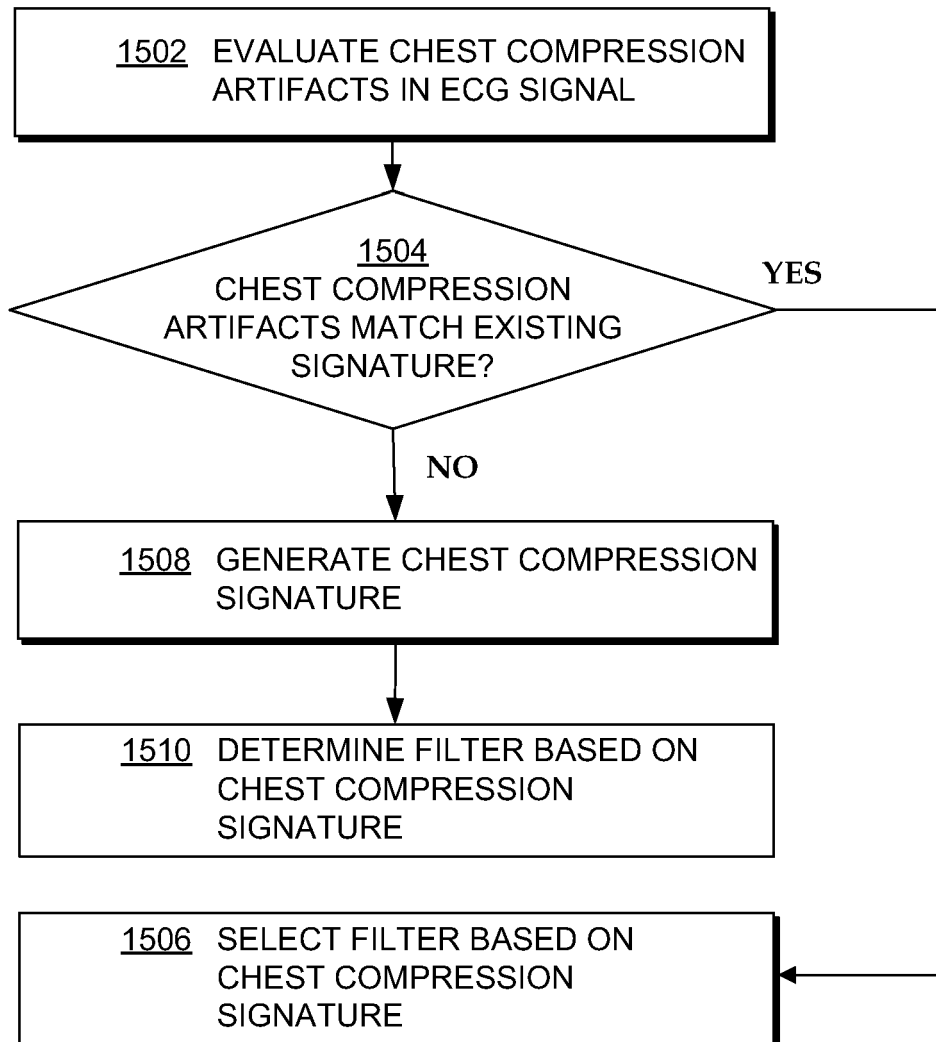 1502 EVALUATE CHEST COMPRESSION
ARTIFACTS IN ECG SIGNAL
1504
CHEST COMPRESSION
ARTIFACTS MATCH EXISTING
SIGNATURE?
YES
NO
1508 GENERATE CHEST COMPRESSION
SIGNATURE
1510 DETERMINE FILTER BASED ON
CHEST COMPRESSION
SIGNATURE
1506 SELECT FILTER BASED ON
CHEST COMPRESSION
SIGNATURE